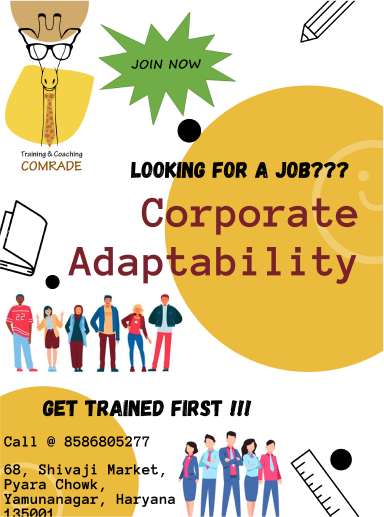 JOIN NOW
Training & Coaching
COMRADE
LOOKING FOR A JOB???
Corporate
Adaptability
22
GET TRAINED FIRST !!!
Call @ 8586805277
68, Shivaji Market,
Pyara Chowk,
Yamunanagar, Haryana
135001